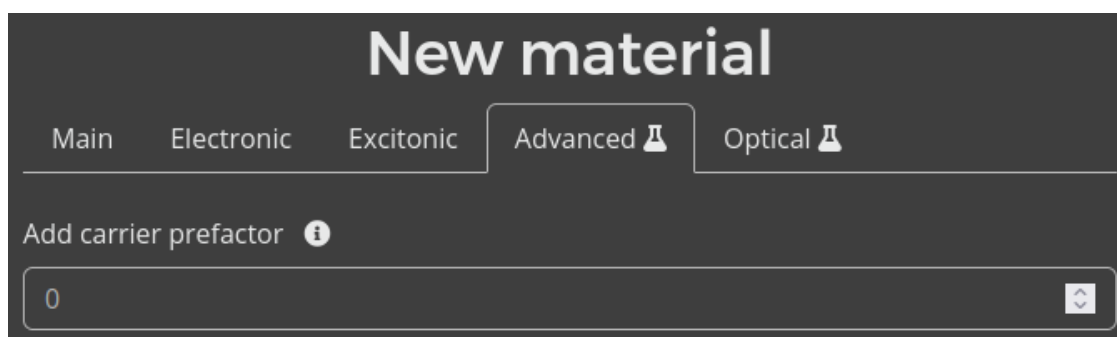 New material
Main Electronic Excitonic Advanced Optical
Add carrier prefactor
0